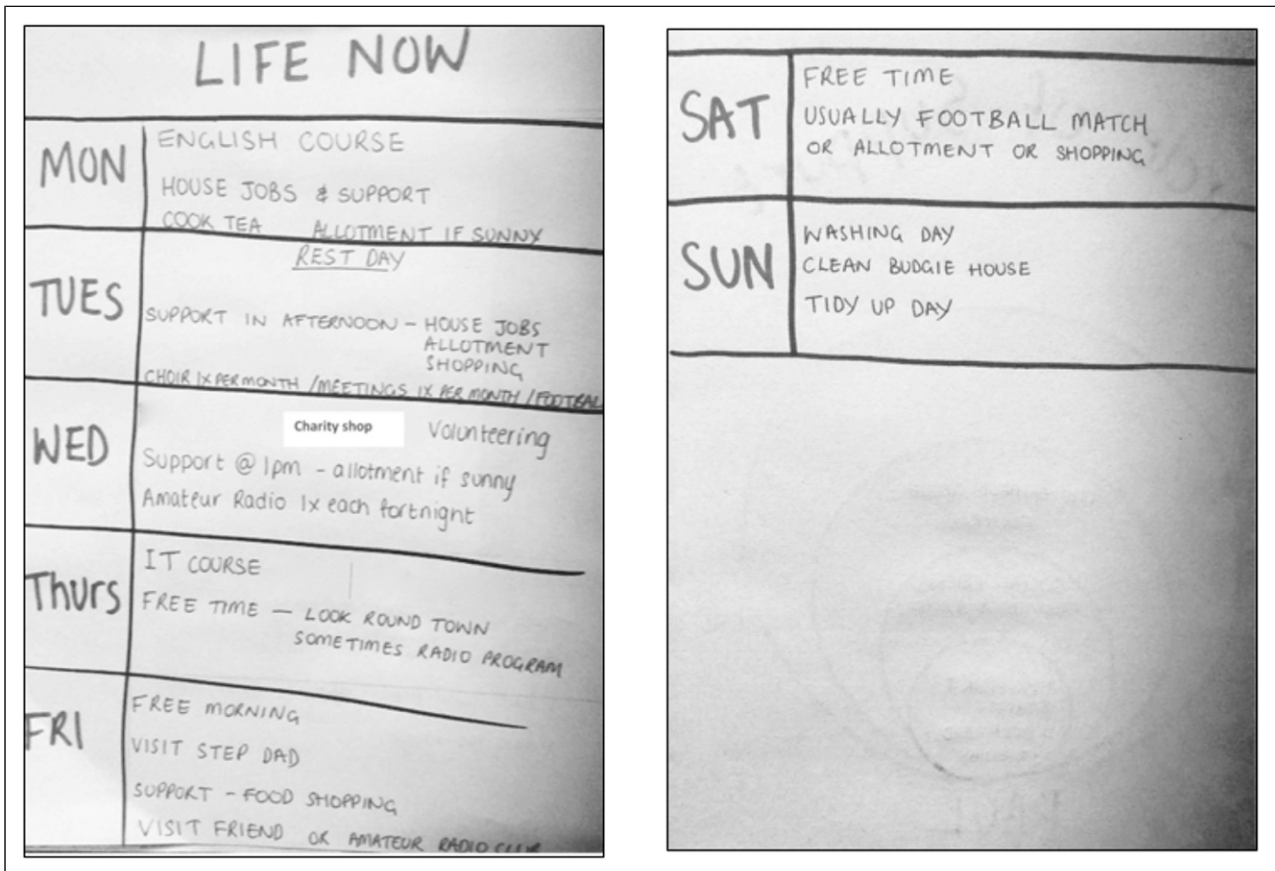 LIFE NOW
MON
ENGLISH COURSE
HOUSE JOBS & SUPPORT
COOK TEA ALLOTMENT IF SUNNY
TUES
REST DAY
SUPPORT IN AFTERNOON - HOUSE JOBS
ALLOTMENT
SHOPPING
CHOIR 1X PER MONTH / MEETINGS 1X PER MONTH / FOOTBALL
WED
Charity shop Volunteering
Support @ 1pm - allotment if sunny
Amateur Radio 1x each fortnight
Thurs
IT COURSE
FREE TIME - LOOK ROUND TOWN
SOMETIMES RADIO PROGRAM
FRI
FREE MORNING
VISIT STEP DAD
SUPPORT - FOOD SHOPPING
VISIT FRIEND OR AMATEUR RADIO CLUB
SAT
FREE TIME
USUALLY FOOTBALL MATCH
OR ALLOTMENT OR SHOPPING
SUN
WASHING DAY
CLEAN BUDGIE HOUSE
TIDY UP DAY